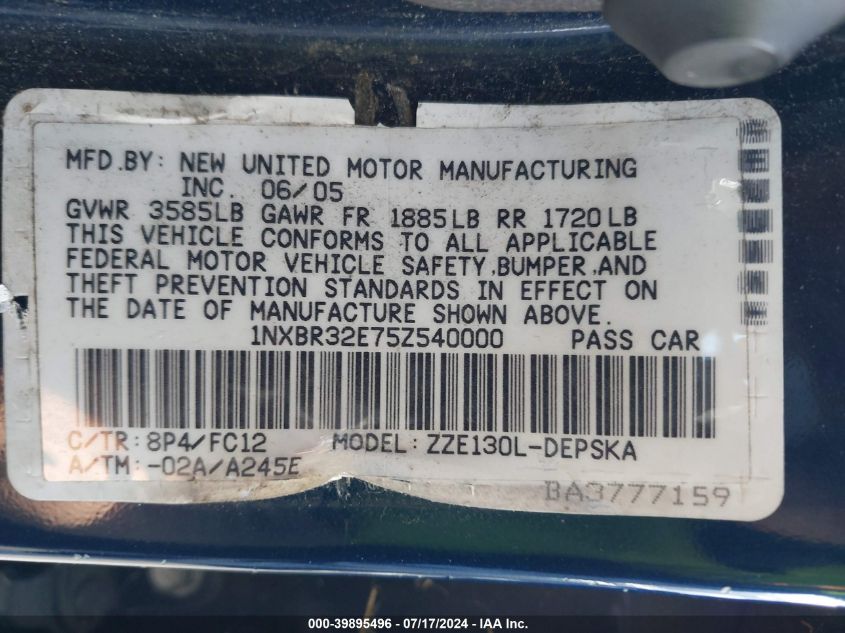 MFD.BY: NEW UNITED MOTOR MANUFACTURING
INC. 06/05
GVWR 3585LB GAWR FR 1885LB RR 1720LB
THIS VEHICLE CONFORMS TO ALL APPLICABLE
FEDERAL MOTOR VEHICLE SAFETY,BUMPER,AND
THEFT PREVENTION STANDARDS IN EFFECT ON
THE DATE OF MANUFACTURE SHOWN ABOVE.
1NXBR32E75Z540000 PASS CAR
C/TR:8P4/FC12 MODEL:ZZE130L-DEPSKA
A/TM:-02A/A245E
BA3777159
000-39895496 - 07/17/2024 - IAA Inc.